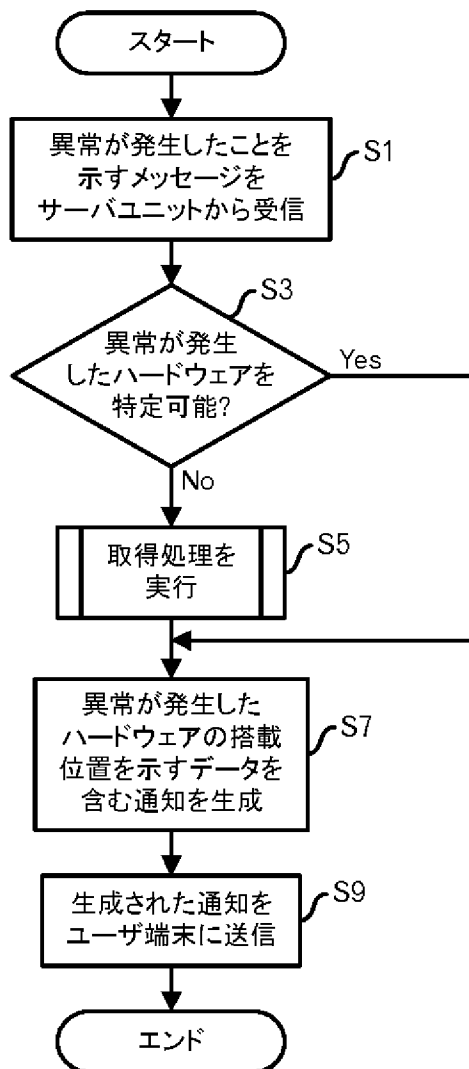 スタート
異常が発生したことを
示すメッセージを
サーバユニットから受信
S1
S3
異常が発生
したハードウェアを
特定可能?
Yes
No
取得処理を
実行
S5
異常が発生した
ハードウェアの搭載
位置を示すデータを
含む通知を生成
S7
生成された通知を
ユーザ端末に送信
S9
エンド